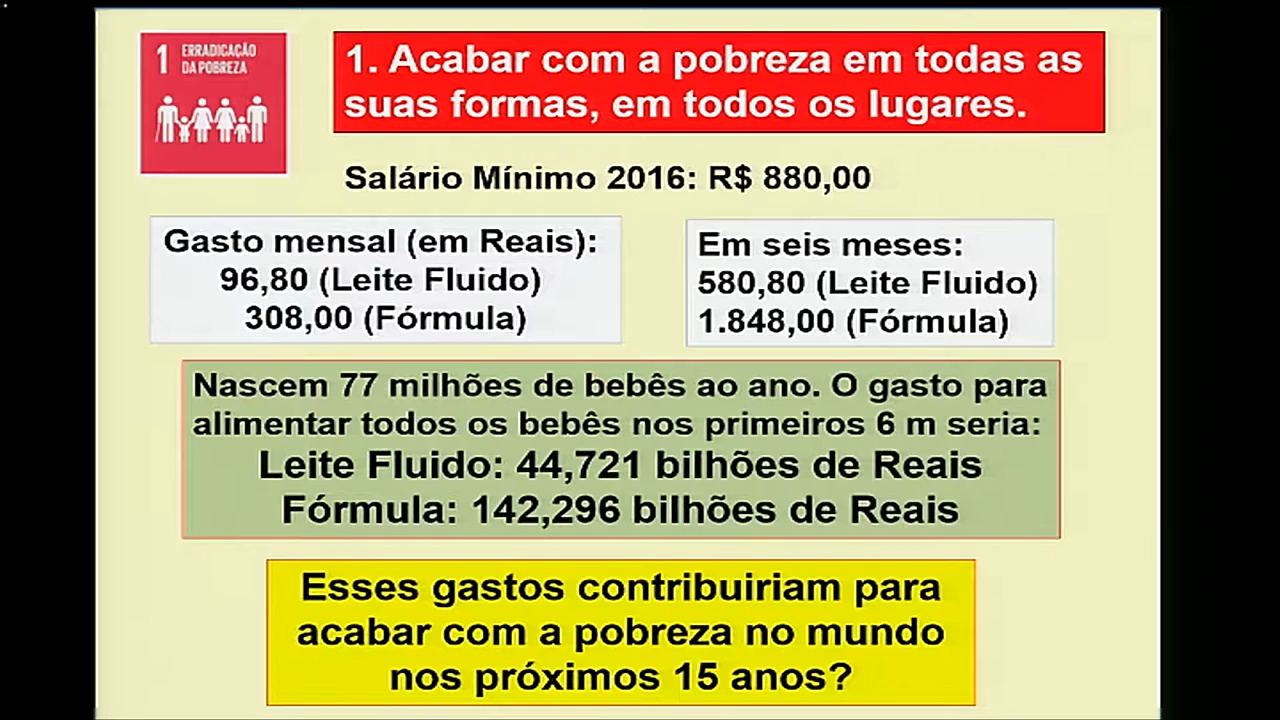 1 ERRADICAÇÃO
DA POBREZA
1. Acabar com a pobreza em todas as
suas formas, em todos os lugares.
Salário Mínimo 2016: R$ 880,00
Gasto mensal (em Reais):
96,80 (Leite Fluido)
308,00 (Fórmula)
Em seis meses:
580,80 (Leite Fluido)
1.848,00 (Fórmula)
Nascem 77 milhões de bebês ao ano. O gasto para
alimentar todos os bebês nos primeiros 6 m seria:
Leite Fluido: 44,721 bilhões de Reais
Fórmula: 142,296 bilhões de Reais
Esses gastos contribuiriam para
acabar com a pobreza no mundo
nos próximos 15 anos?